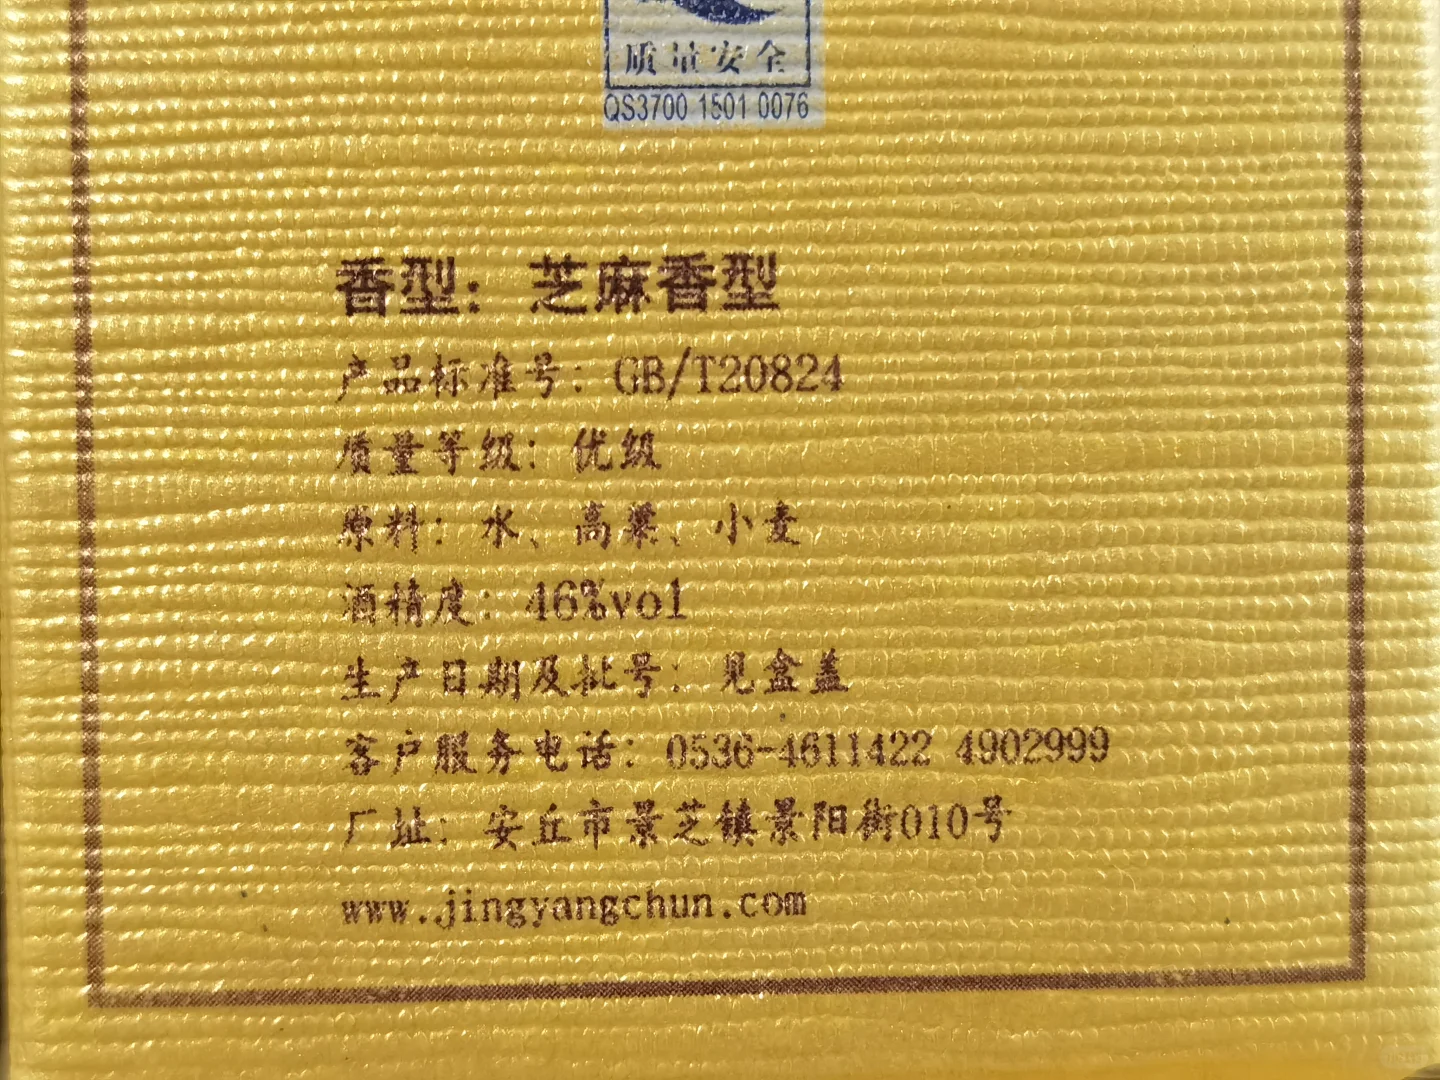 质量安全
QS3700 1501 0076
香型：芝麻香型
产品标准号：GB/T20824
质量等级：优级
原料：水、高粱、小麦
酒精度：46%vol
生产日期及批号：见盒盖
客户服务电话：0536-4611422 4902999
厂址：安丘市景芝镇景阳街010号
www.jingyangchun.com